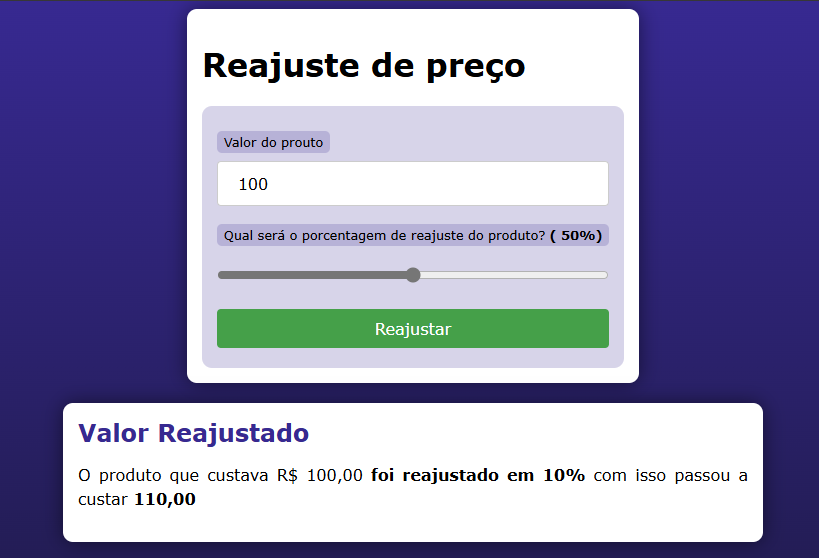 Reajuste de preço
Valor do prouto
100
Qual será o porcentagem de reajuste do produto? ( 50%)
Reajustar
Valor Reajustado
O produto que custava R$ 100,00 foi reajustado em 10% com isso passou a
custar 110,00